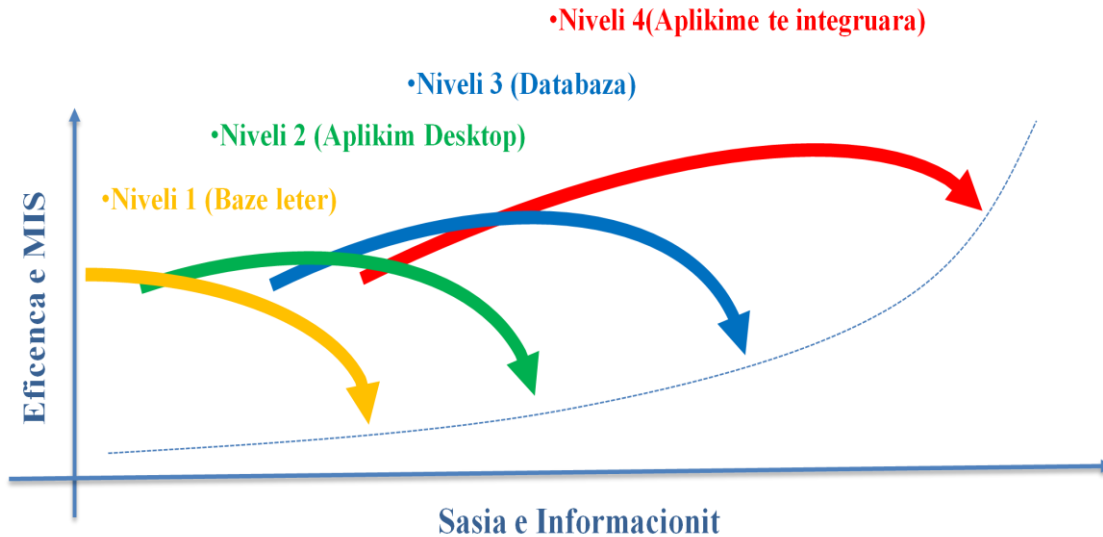 •Niveli 4(Aplikime te integruara)
•Niveli 3 (Databaza)
•Niveli 2 (Aplikim Desktop)
•Niveli 1 (Baze leter)
Eficenca e MIS
Sasia e Informacionit